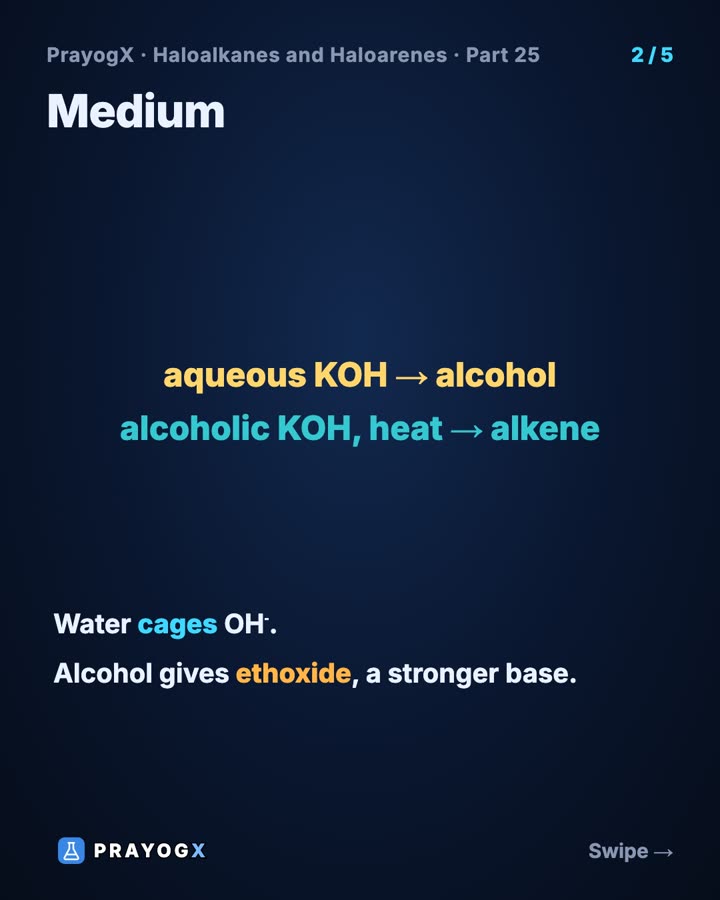 PrayogX · Haloalkanes and Haloarenes · Part 25
2 / 5
Medium
aqueous KOH → alcohol
alcoholic KOH, heat → alkene
Water cages OH⁻.
Alcohol gives ethoxide, a stronger base.
PRAYOGX
Swipe →